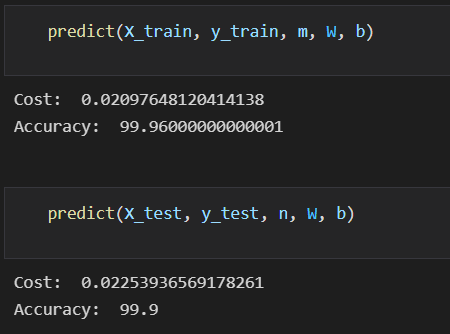 predict(X_train, y_train, m, W, b)
Cost:  0.02097648120414138
Accuracy:  99.96000000000001
predict(X_test, y_test, n, W, b)
Cost:  0.02253936569178261
Accuracy:  99.9